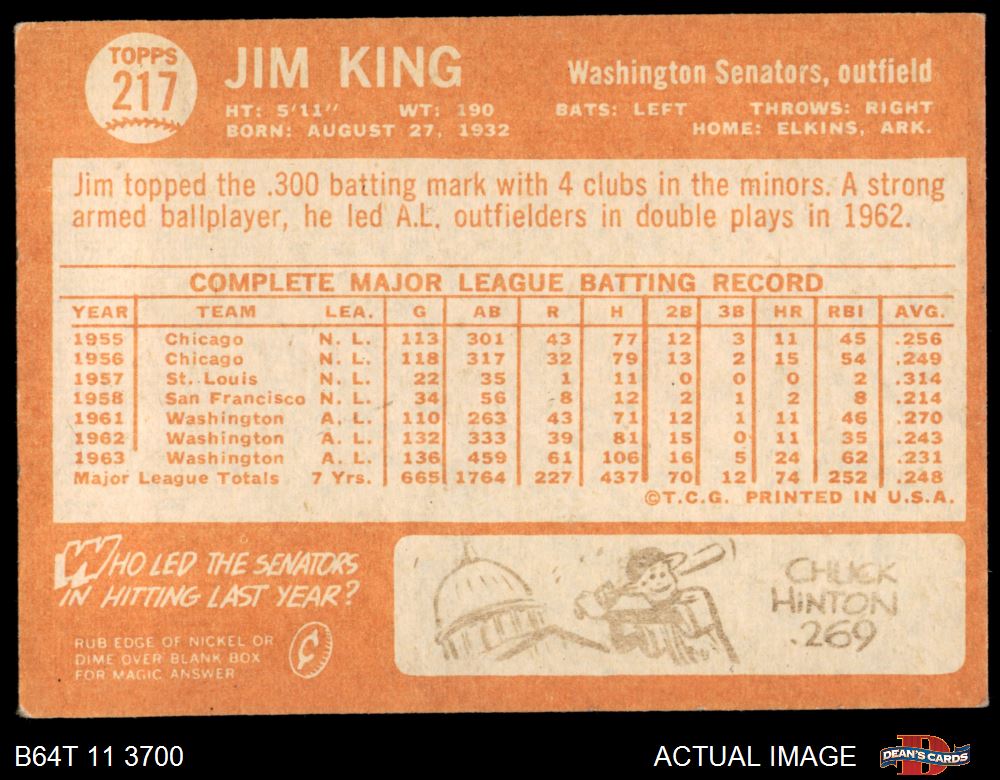 TOPPS
217
JIM KING
Washington Senators, outfield
HT: 5'11" WT: 190 BATS: LEFT THROWS: RIGHT
BORN: AUGUST 27, 1932 HOME: ELKINS, ARK.
Jim topped the .300 batting mark with 4 clubs in the minors. A strong
armed ballplayer, he led A.L. outfielders in double plays in 1962.
COMPLETE MAJOR LEAGUE BATTING RECORD
YEAR TEAM LEA. G AB R H 2B 3B HR RBI AVG.
1955 Chicago N. L. 113 301 43 77 12 3 11 45 .256
1956 Chicago N. L. 118 317 32 79 13 2 15 54 .249
1957 St. Louis N. L. 22 35 1 11 0 0 0 2 .314
1958 San Francisco N. L. 34 56 8 12 2 1 2 8 .214
1961 Washington A. L. 110 263 43 71 12 1 11 46 .270
1962 Washington A. L. 132 333 39 81 15 0 11 35 .243
1963 Washington A. L. 136 459 61 106 16 5 24 62 .231
Major League Totals 7 Yrs. 665 1764 227 437 70 12 74 252 .248
©T.C.G. PRINTED IN U.S.A.
WHO LED THE SENATORS
IN HITTING LAST YEAR?
RUB EDGE OF NICKEL OR
DIME OVER BLANK BOX
FOR MAGIC ANSWER
¢
CHUCK
HINTON
.269
B64T 11 3700
ACTUAL IMAGE
D
DEAN'S CARDS